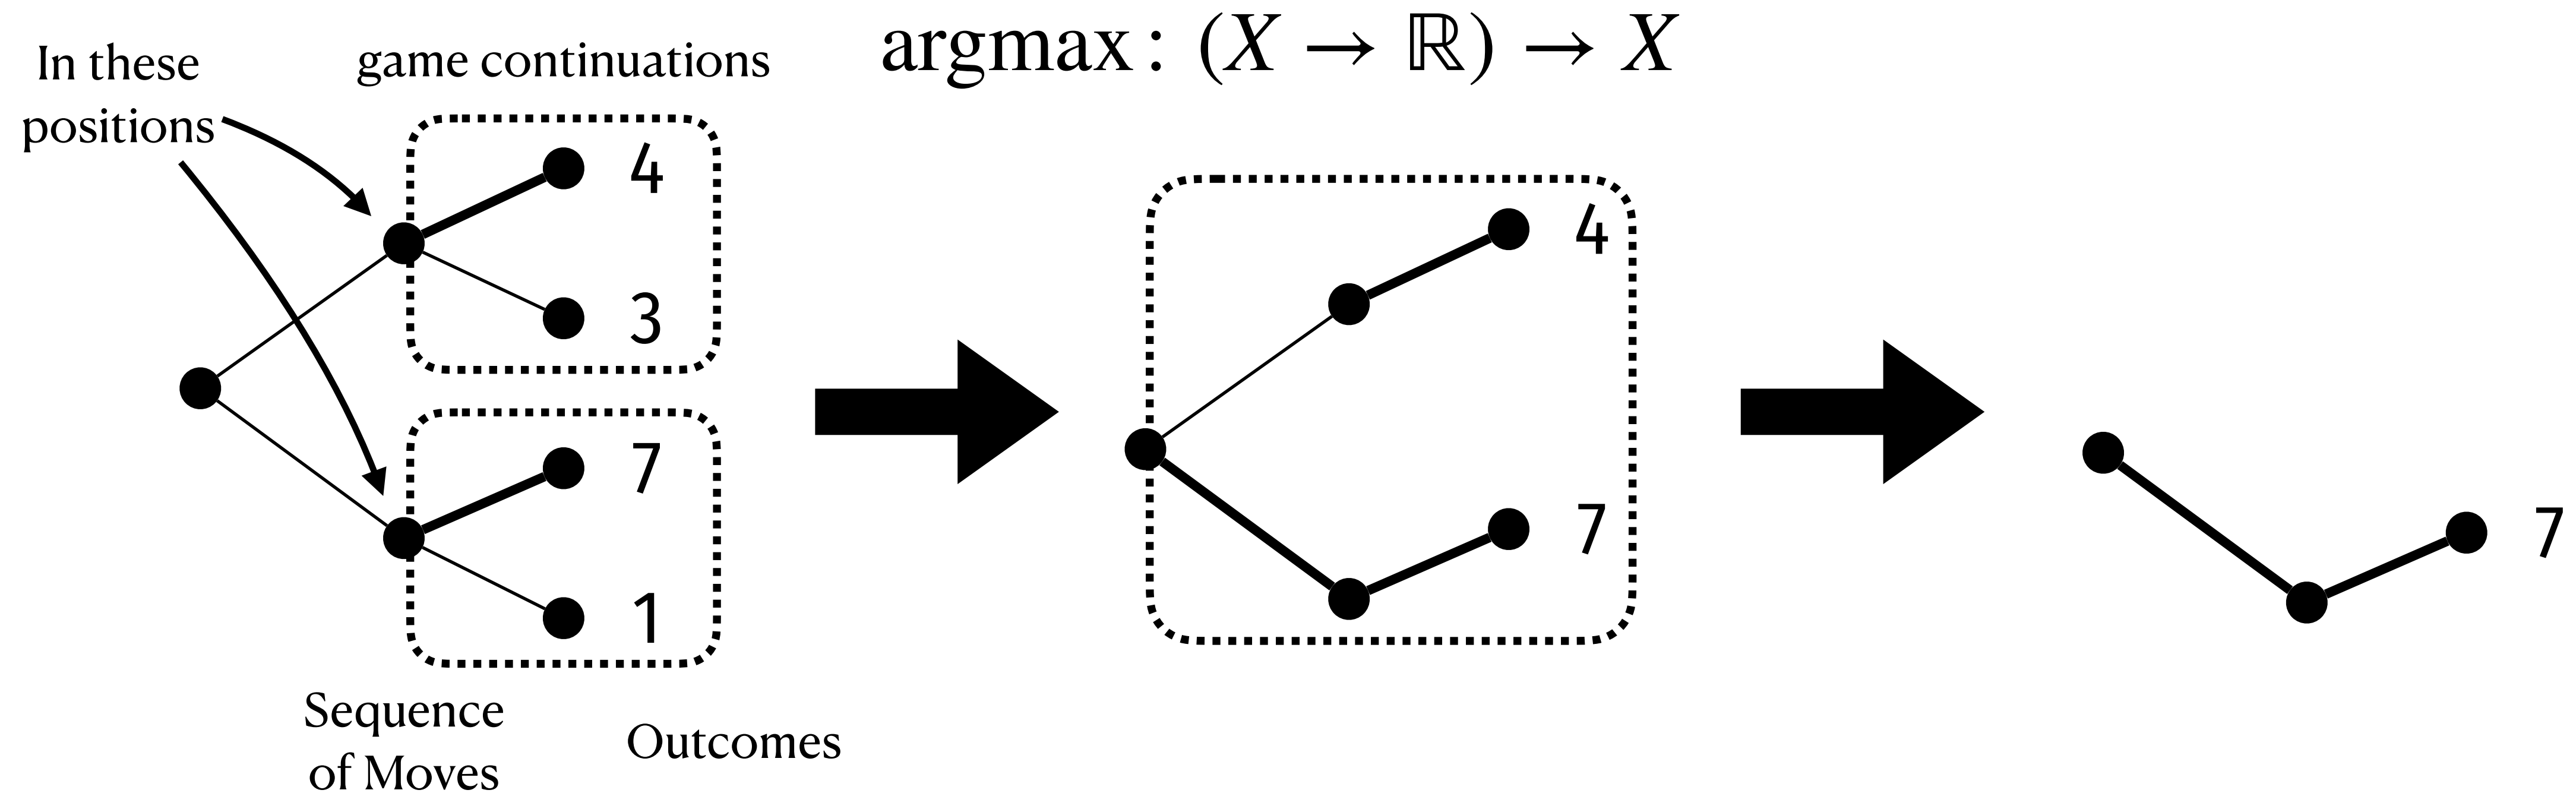 In these
positions
game continuations
argmax: (X → ℝ) → X
4
3
7
1
Sequence
of Moves
Outcomes
4
7
7